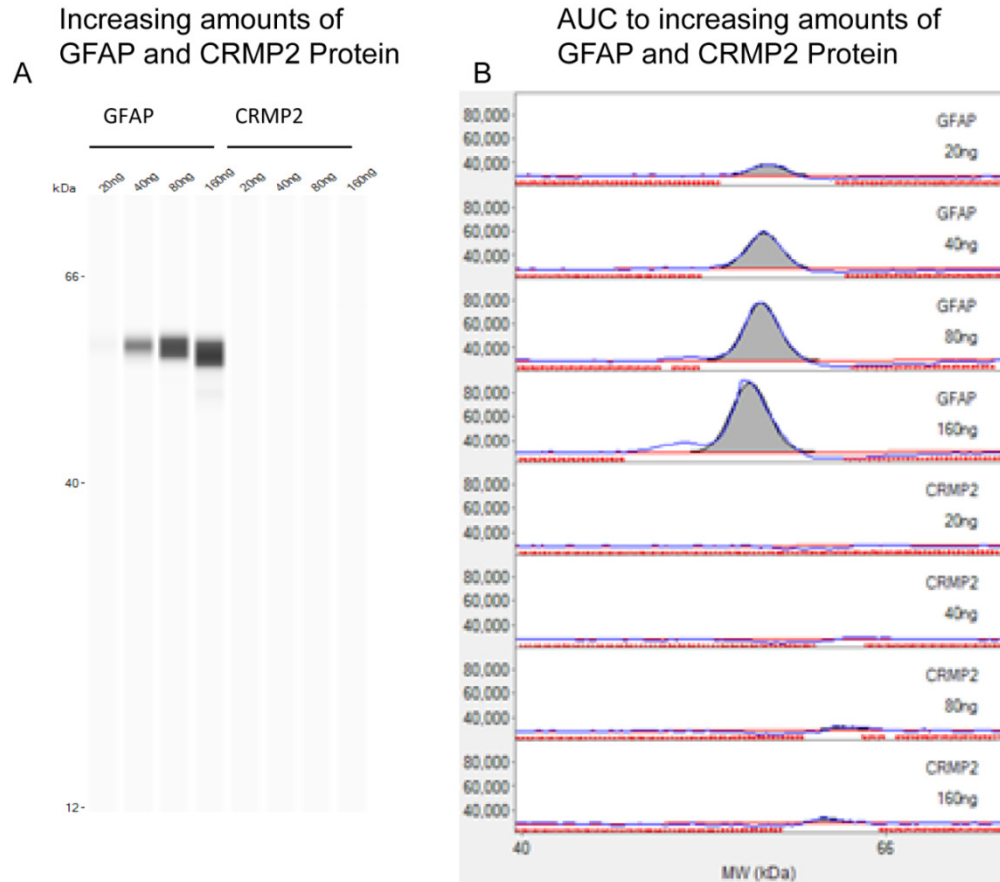 Increasing amounts of
GFAP and CRMP2 Protein
A
GFAP CRMP2
kDa 20ng 40ng 80ng 160ng 20ng 40ng 80ng 160ng
66-
40-
12-
AUC to increasing amounts of
GFAP and CRMP2 Protein
B
80,000
60,000
40,000
GFAP
20ng
80,000
60,000
40,000
GFAP
40ng
80,000
60,000
40,000
GFAP
80ng
80,000
60,000
40,000
GFAP
160ng
80,000
60,000
40,000
CRMP2
20ng
80,000
60,000
40,000
CRMP2
40ng
80,000
60,000
40,000
CRMP2
80ng
80,000
60,000
40,000
CRMP2
160ng
40 66
MW (kDa)